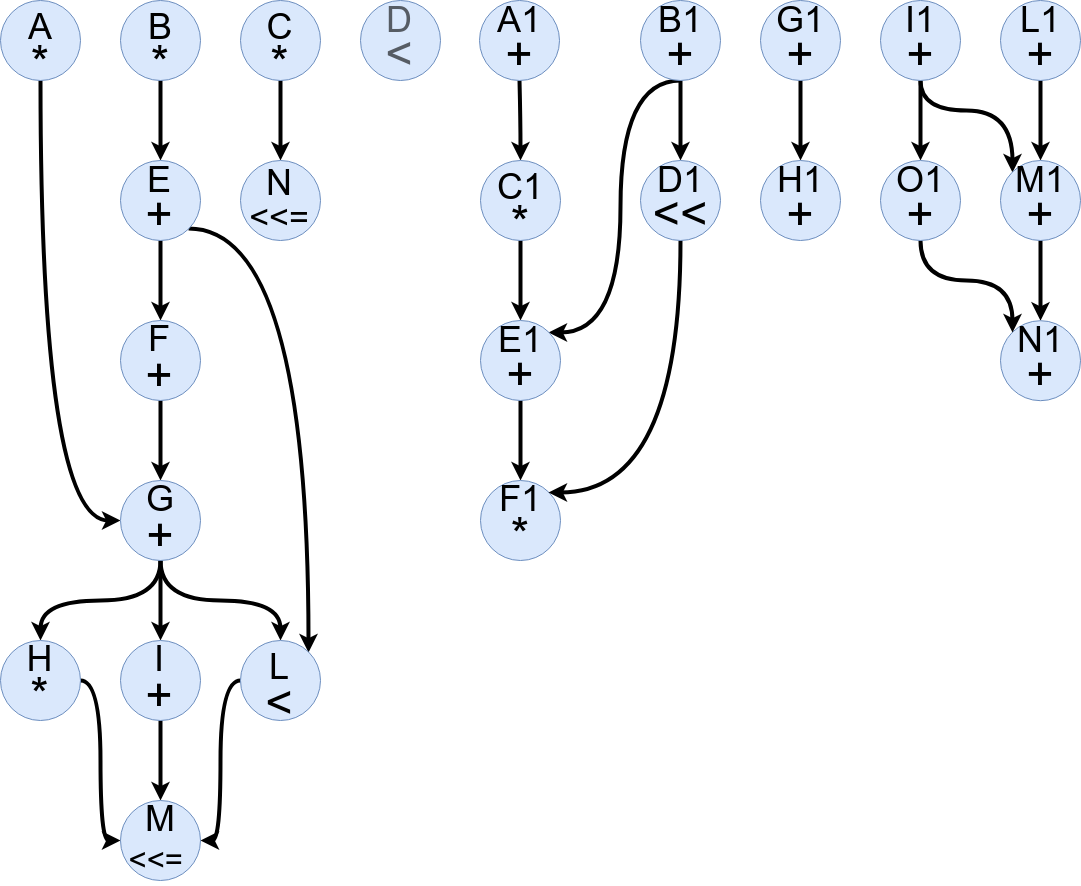 A
*
B
*
C
*
D
<
A1
+
B1
+
G1
+
I1
+
L1
+
E
+
N
<<=
C1
*
D1
<<
H1
+
O1
+
M1
+
F
+
E1
+
N1
+
G
+
F1
*
H
*
I
+
L
<
M
<<=